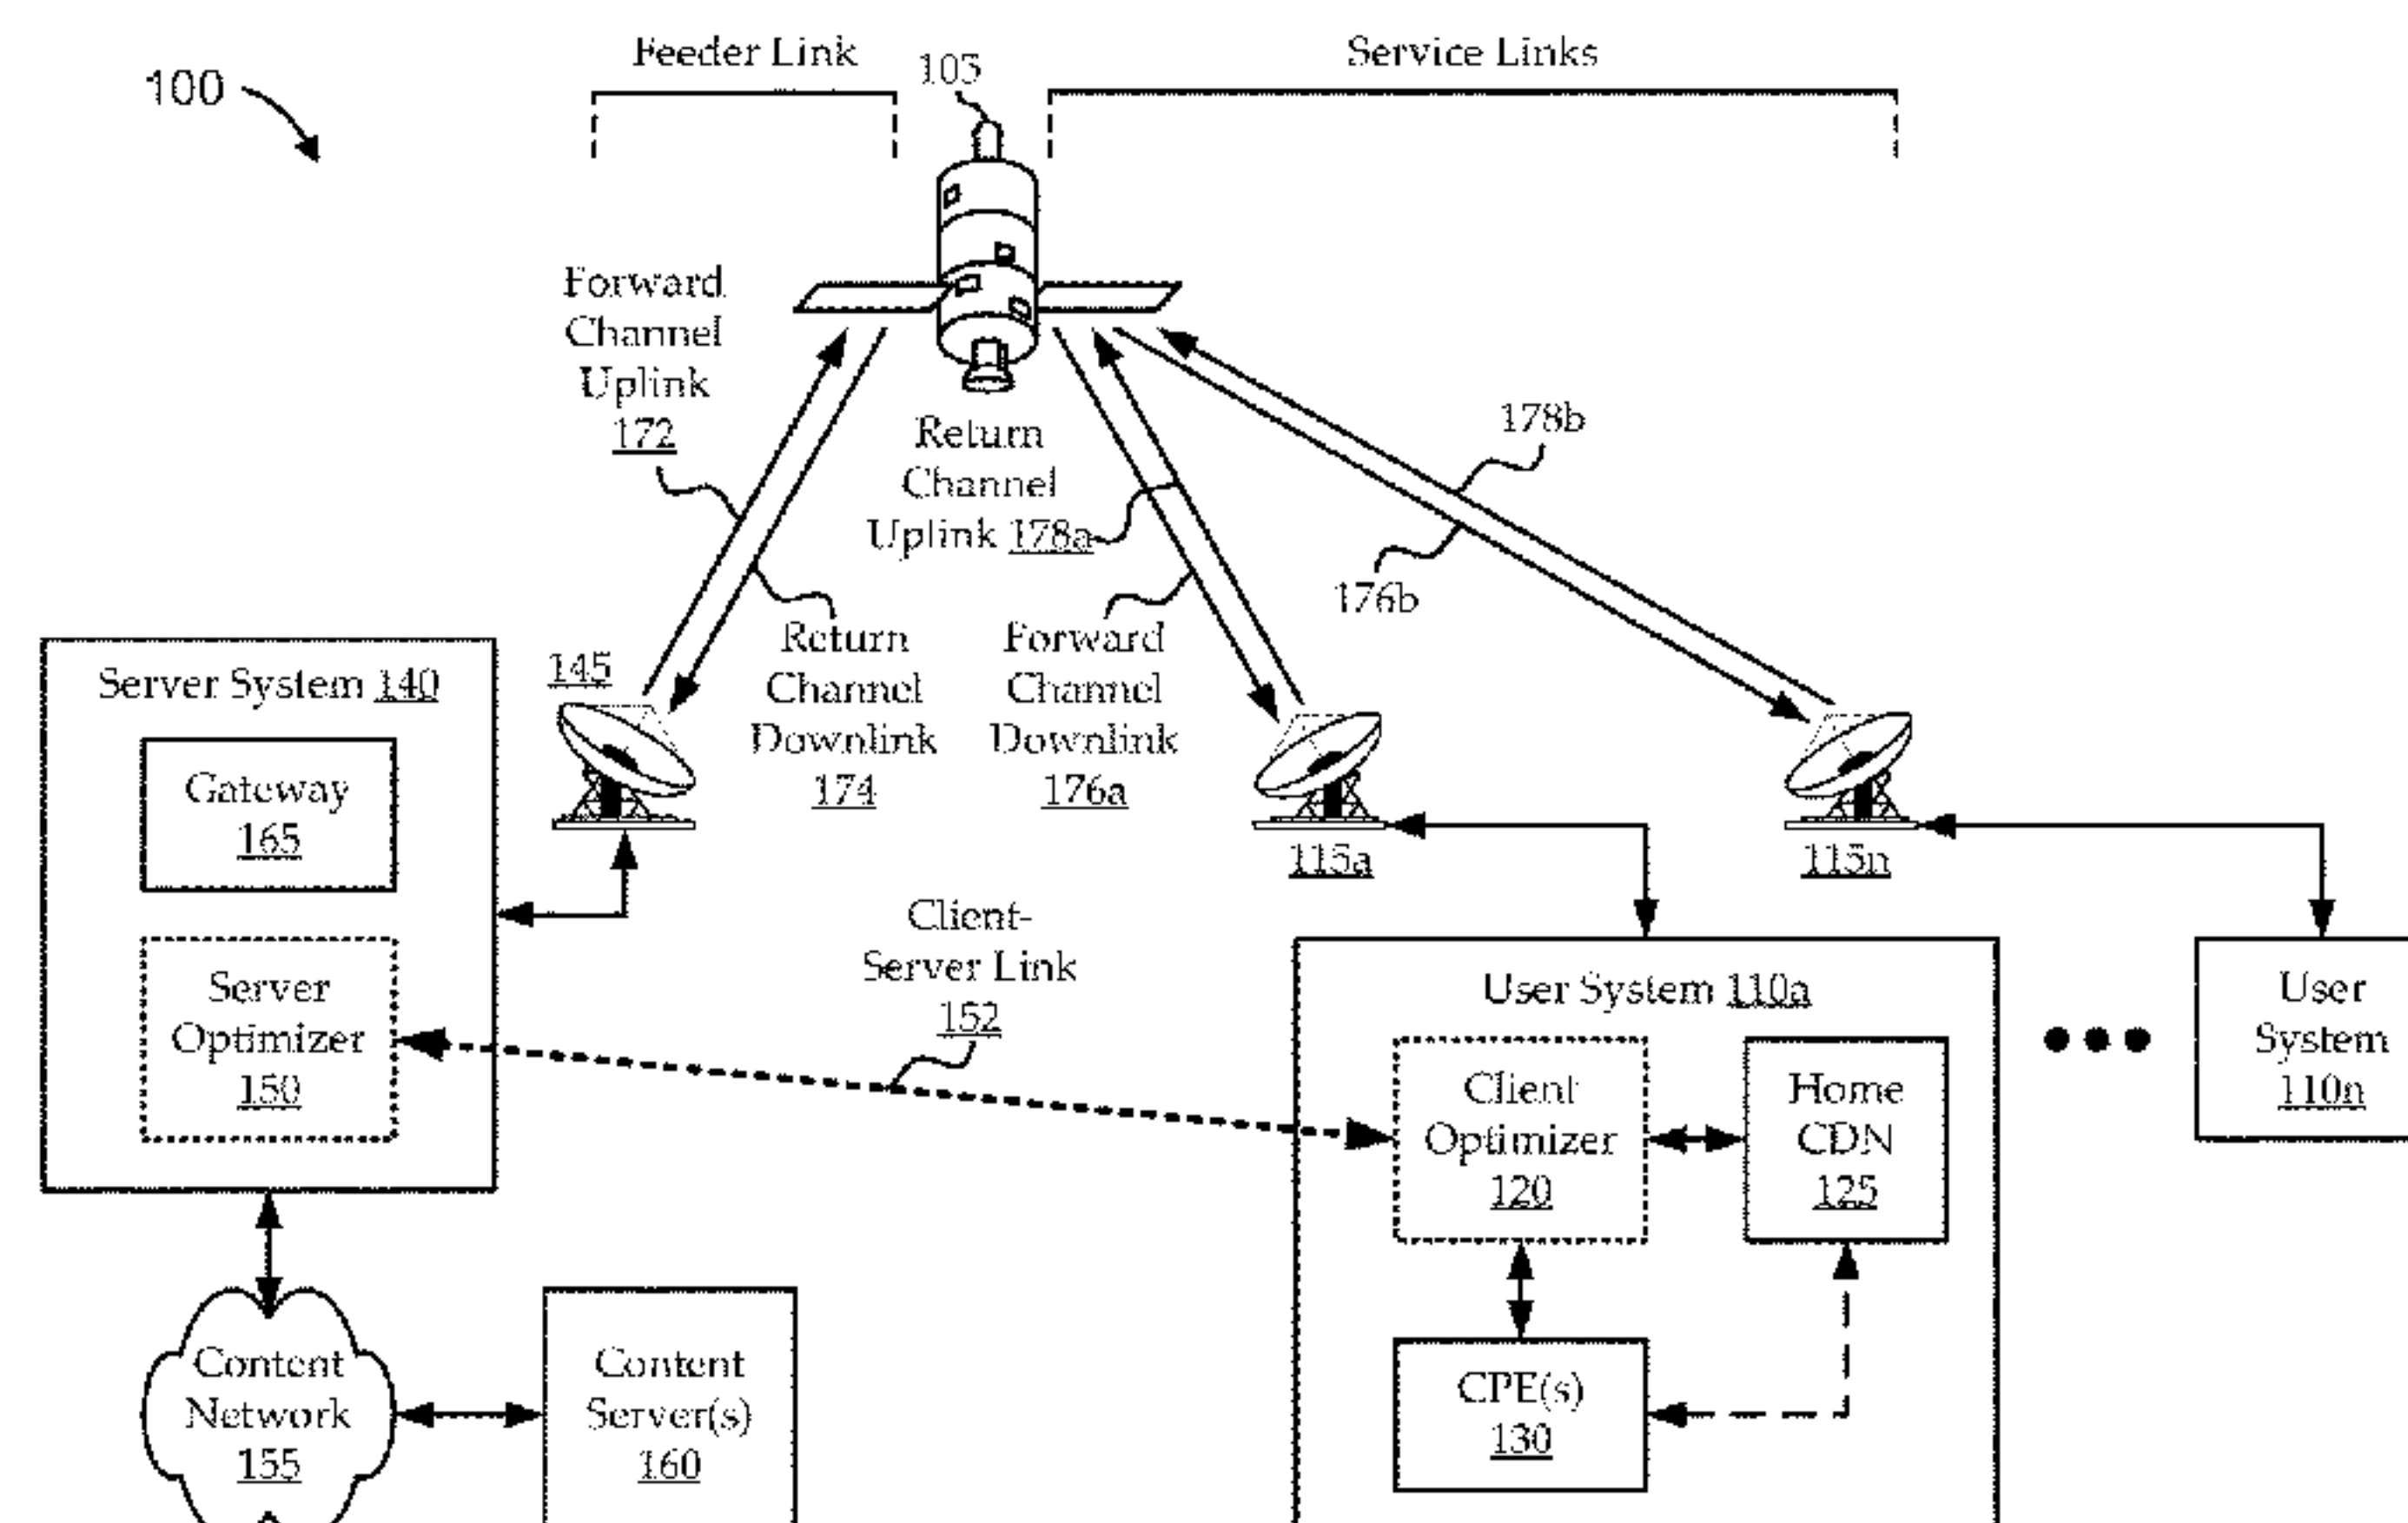 100
Feeder Link
105
Service Links
Forward
Channel
Uplink
172
Return
Channel
Uplink 178a
178b
176b
Return
Channel
Downlink
174
Forward
Channel
Downlink
176a
Server System 140
145
Gateway
165
115a
115n
Server
Optimizer
150
Client-
Server Link
152
User System 110a
Client
Optimizer
120
Home
CDN
125
User
System
110n
CPE(s)
130
Content
Network
155
Content
Server(s)
160